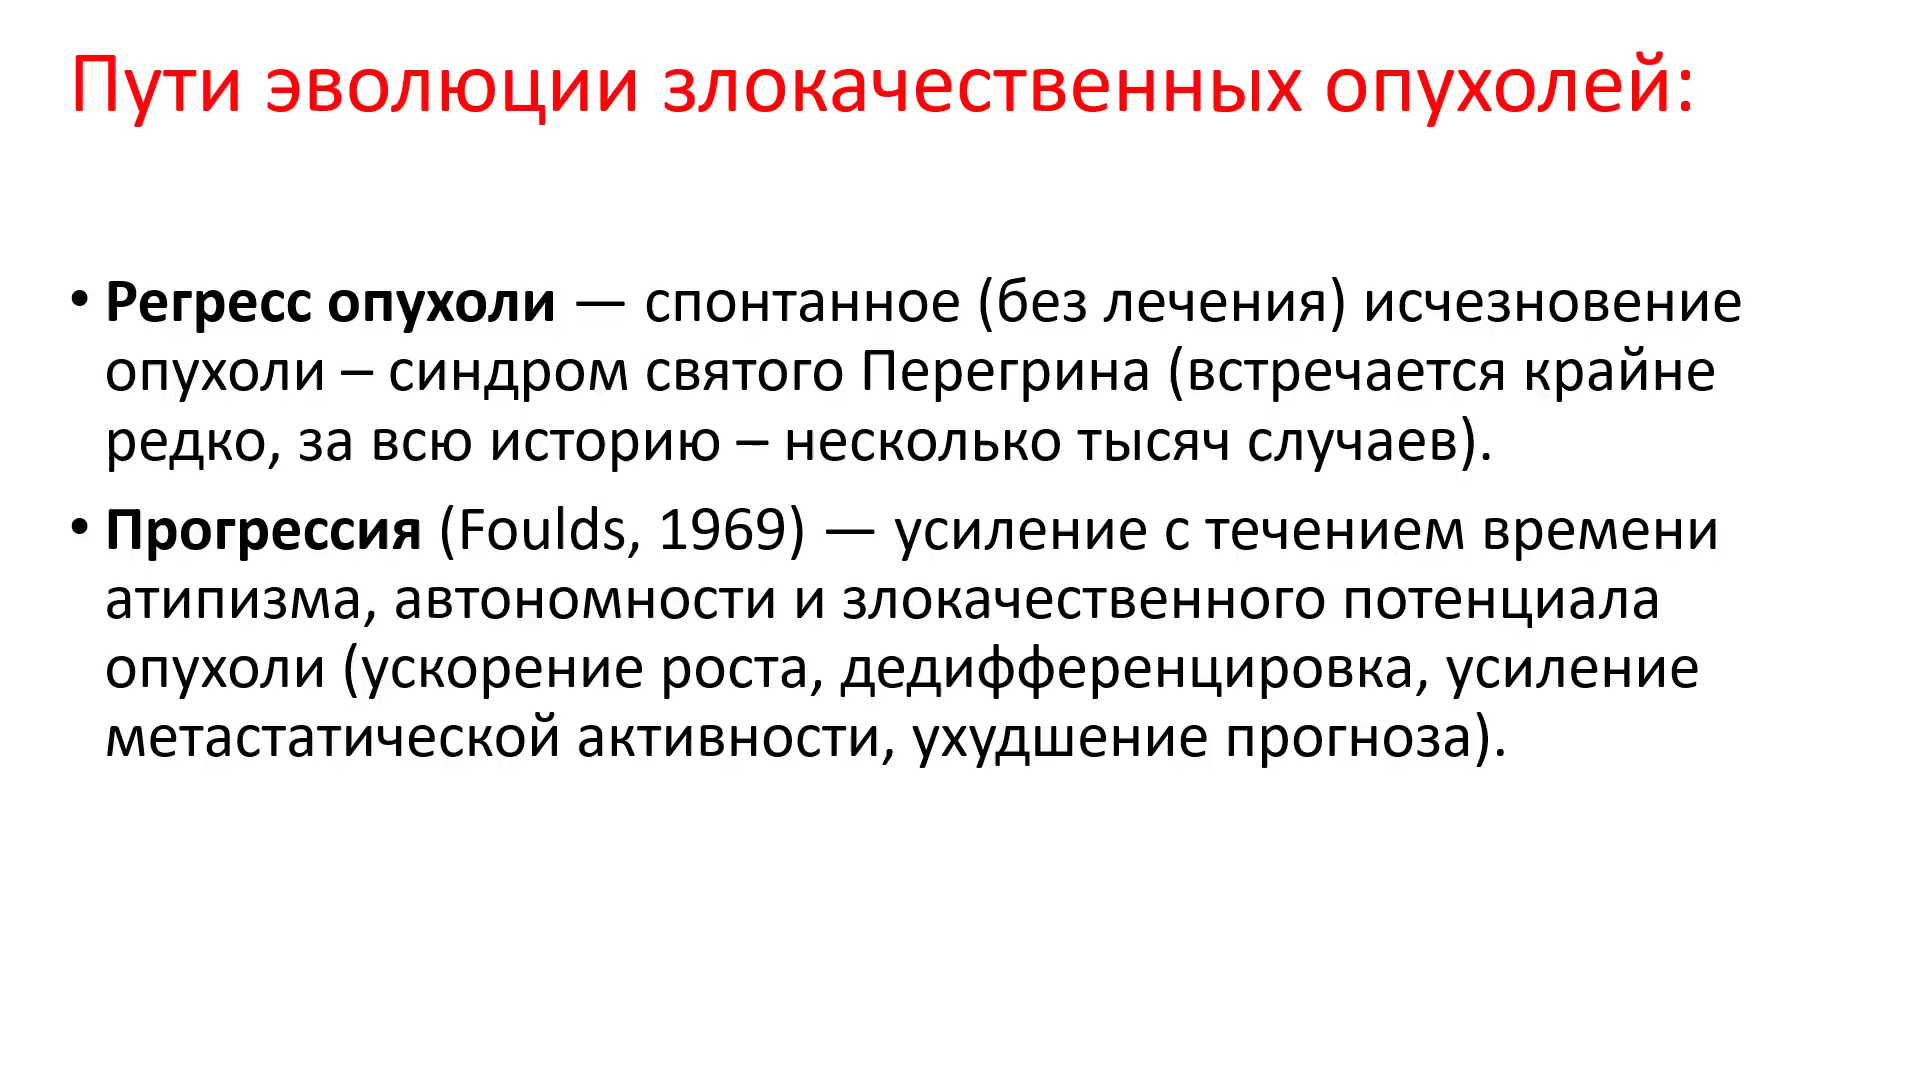 Пути эволюции злокачественных опухолей:
• Регресс опухоли — спонтанное (без лечения) исчезновение
опухоли – синдром святого Перегрина (встречается крайне
редко, за всю историю – несколько тысяч случаев).
• Прогрессия (Foulds, 1969) — усиление с течением времени
атипизма, автономности и злокачественного потенциала
опухоли (ускорение роста, дедифференцировка, усиление
метастатической активности, ухудшение прогноза).